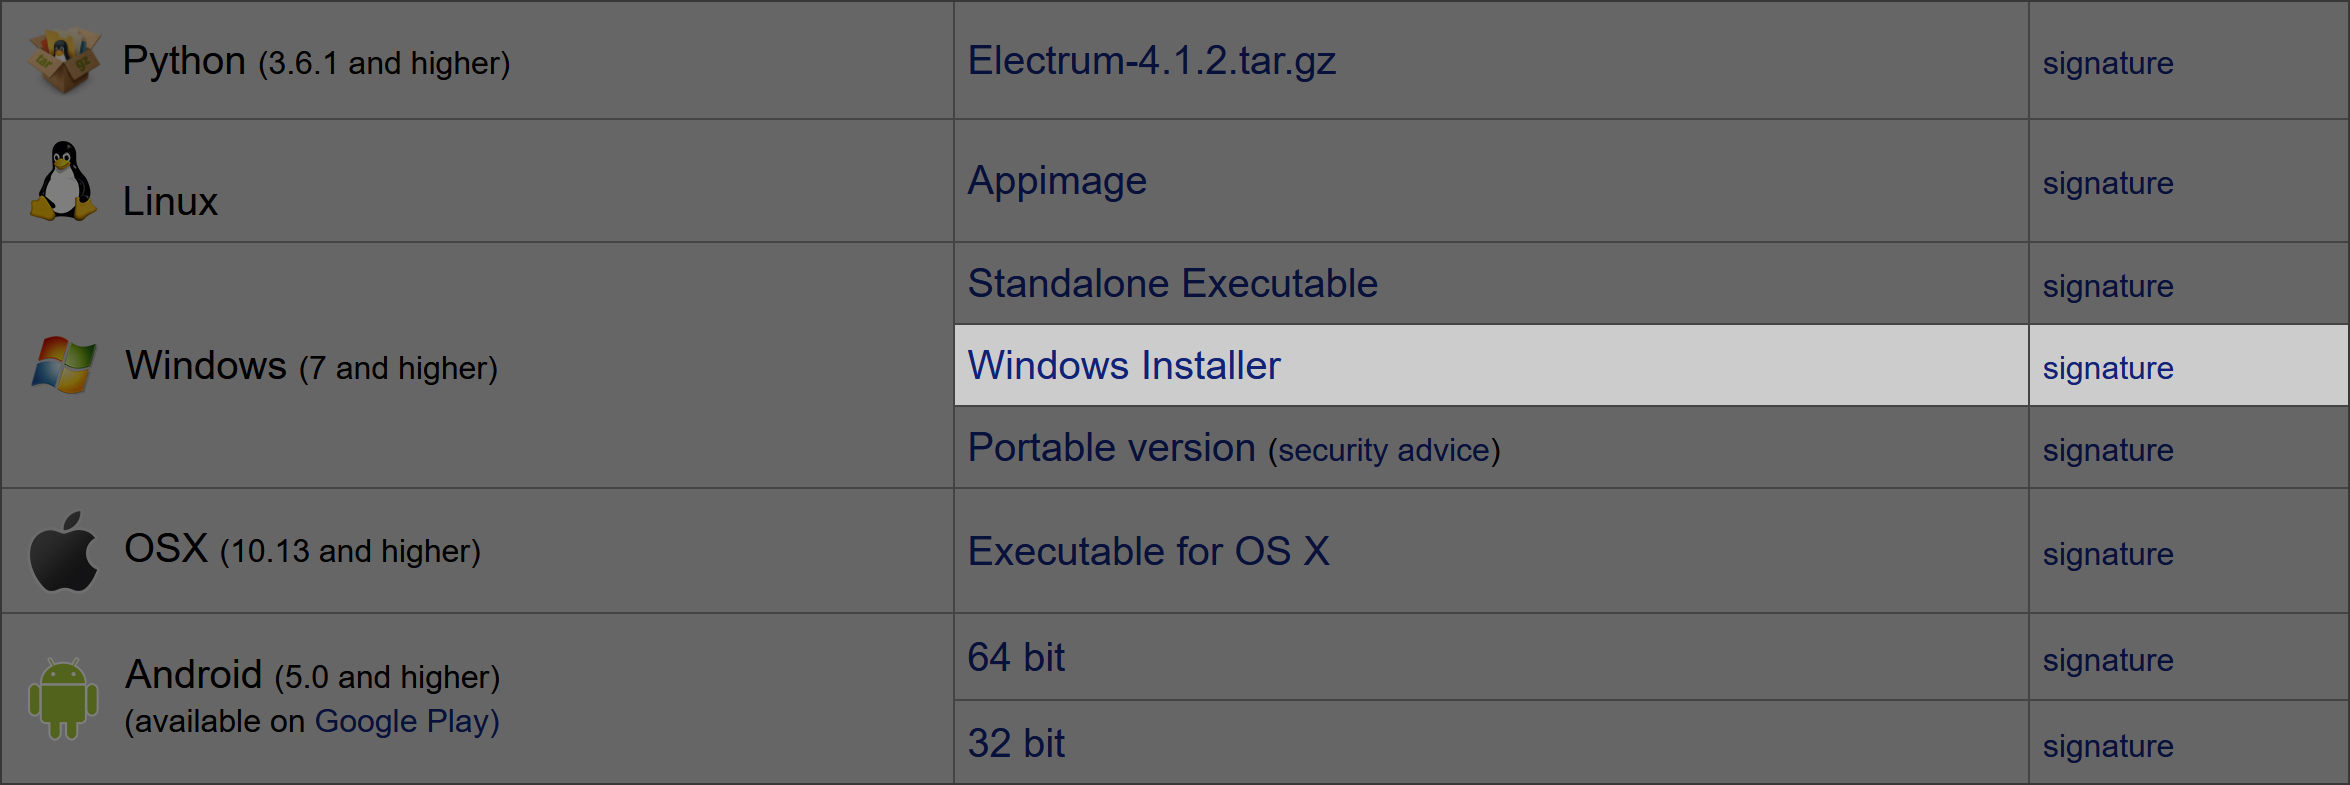 tar gz
Python (3.6.1 and higher) Electrum-4.1.2.tar.gz signature
Linux Appimage signature
Standalone Executable signature
Windows (7 and higher) Windows Installer signature
Portable version (security advice) signature
OSX (10.13 and higher) Executable for OS X signature
Android (5.0 and higher) 64 bit signature
(available on Google Play) 32 bit signature